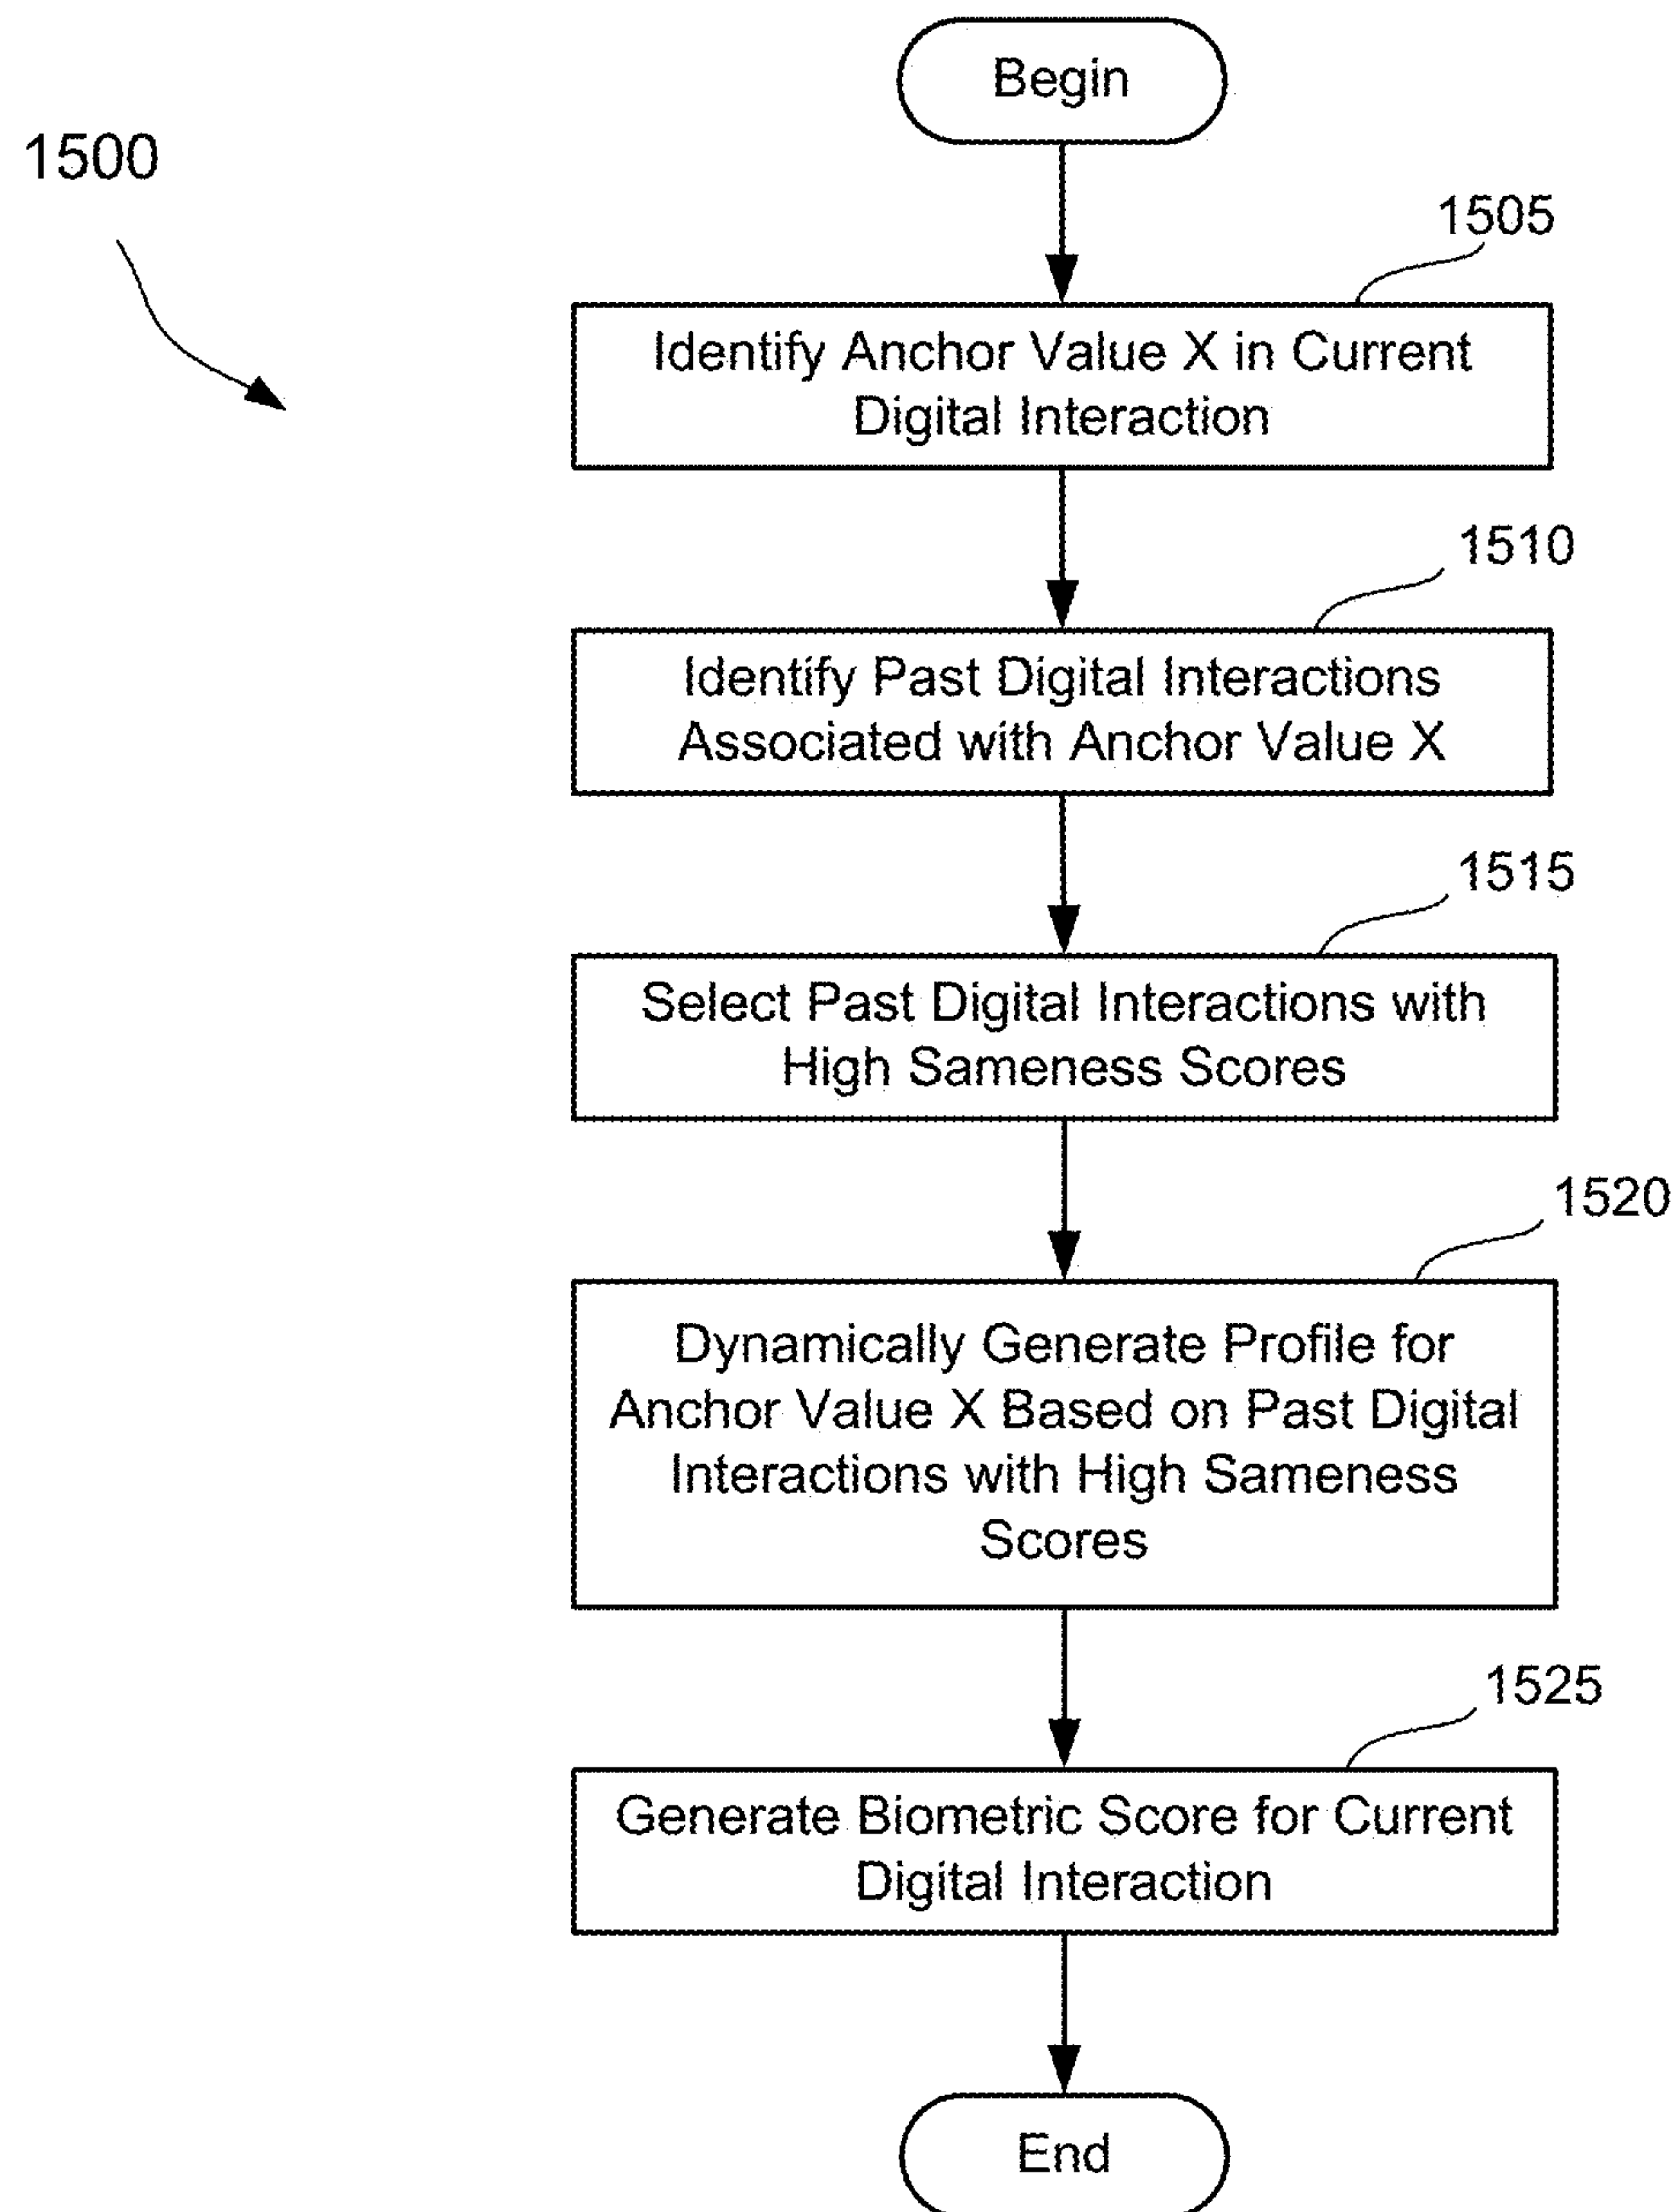 Begin
1500
1505
Identify Anchor Value X in Current
Digital Interaction
1510
Identify Past Digital Interactions
Associated with Anchor Value X
1515
Select Past Digital Interactions with
High Sameness Scores
1520
Dynamically Generate Profile for
Anchor Value X Based on Past Digital
Interactions with High Sameness
Scores
1525
Generate Biometric Score for Current
Digital Interaction
End